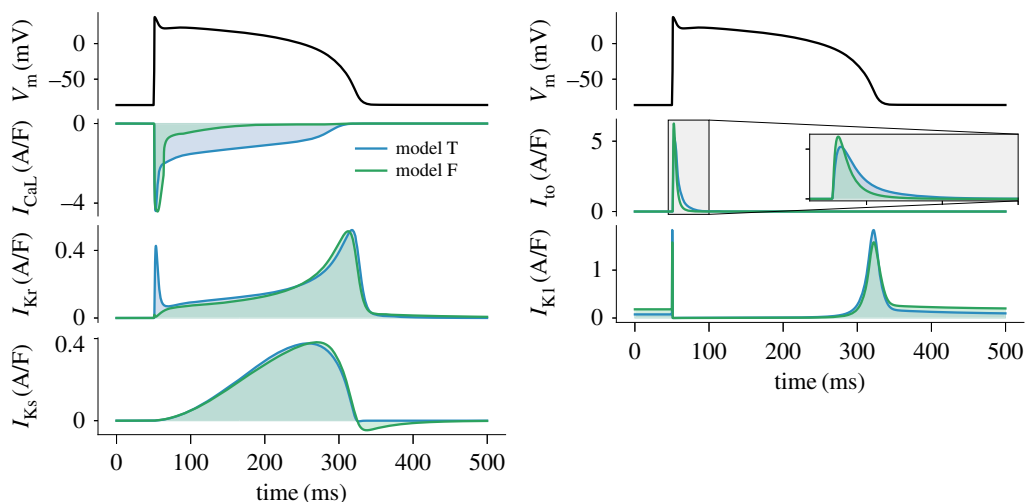 V_m (mV)
0
–50
I_CaL (A/F)
0
–4
model T
model F
I_Kr (A/F)
0.4
0
I_Ks (A/F)
0.4
0
0 100 200 300 400 500
time (ms)
V_m (mV)
0
–50
I_to (A/F)
5
0
I_K1 (A/F)
1
0
0 100 200 300 400 500
time (ms)